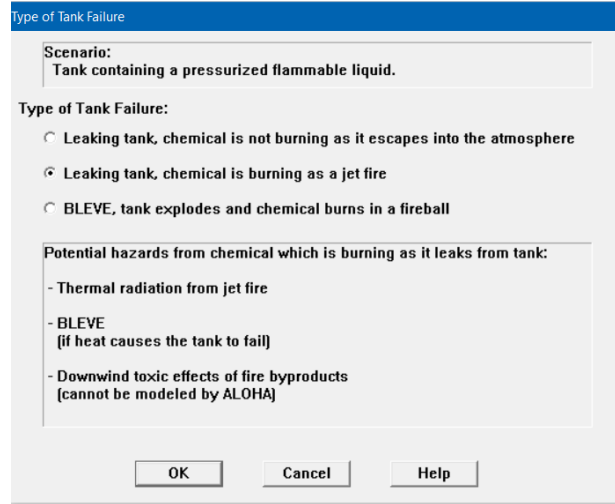 Type of Tank Failure
Scenario:
Tank containing a pressurized flammable liquid.
Type of Tank Failure:
Leaking tank, chemical is not burning as it escapes into the atmosphere
Leaking tank, chemical is burning as a jet fire
BLEVE, tank explodes and chemical burns in a fireball
Potential hazards from chemical which is burning as it leaks from tank:
- Thermal radiation from jet fire
- BLEVE
(if heat causes the tank to fail)
- Downwind toxic effects of fire byproducts
(cannot be modeled by ALOHA)
OK Cancel Help